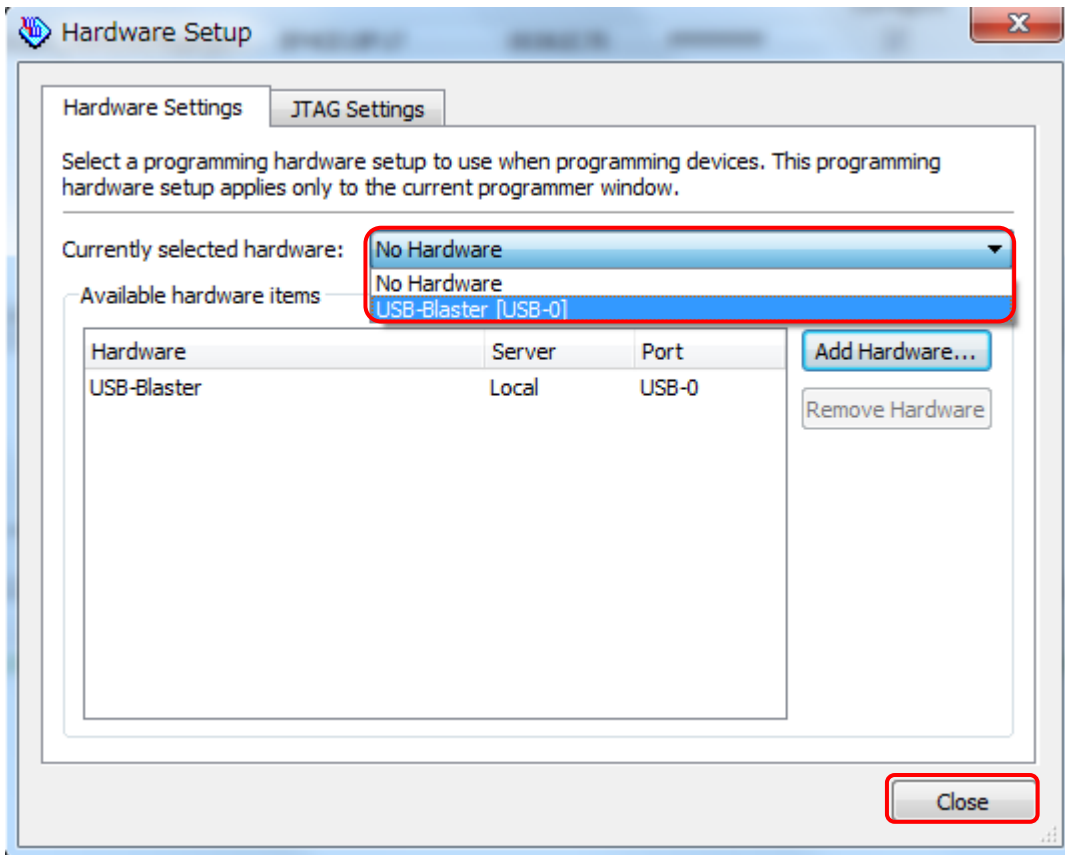 Hardware Setup
Hardware Settings
JTAG Settings
Select a programming hardware setup to use when programming devices. This programming
hardware setup applies only to the current programmer window.
Currently selected hardware:
No Hardware
No Hardware
USB-Blaster [USB-0]
Available hardware items
Hardware Server Port
USB-Blaster Local USB-0
Add Hardware...
Remove Hardware
Close